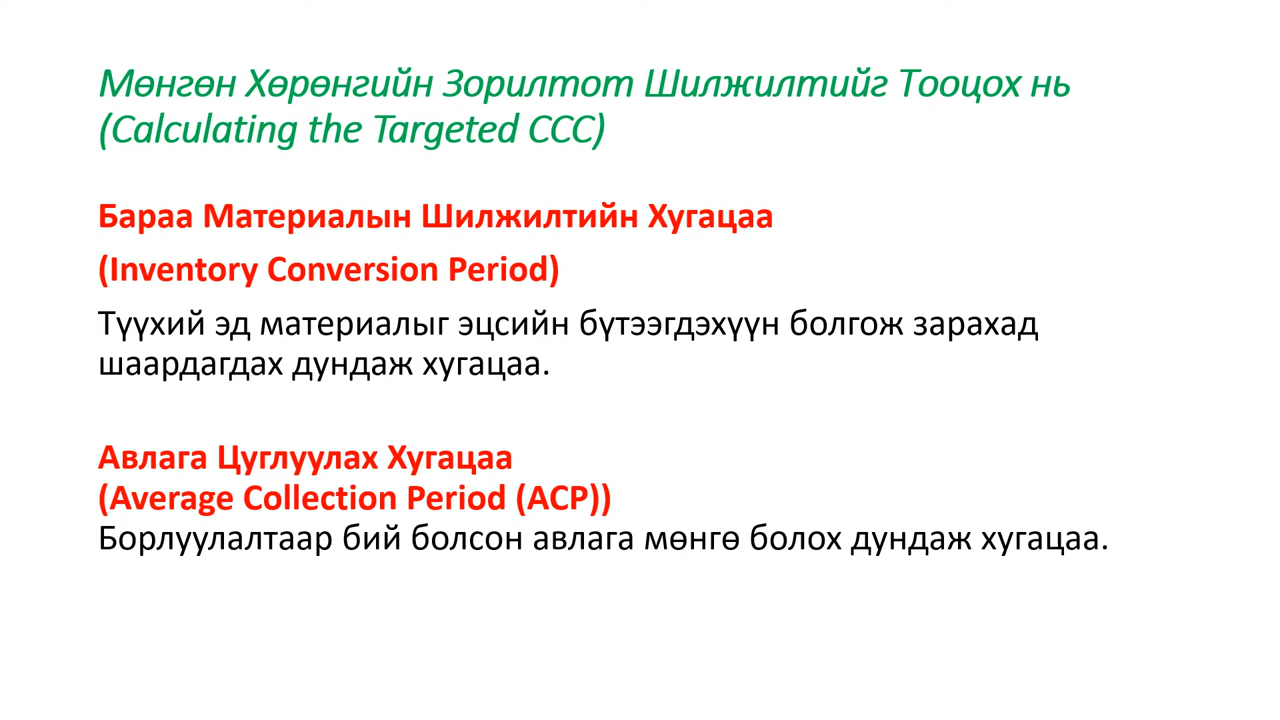 Мөнгөн Хөрөнгийн Зорилтот Шилжилтийг Тооцох нь
(Calculating the Targeted CCC)
Бараа Материалын Шилжилтийн Хугацаа
(Inventory Conversion Period)
Түүхий эд материалыг эцсийн бүтээгдэхүүн болгож зарахад
шаардагдах дундаж хугацаа.
Авлага Цуглуулах Хугацаа
(Average Collection Period (ACP))
Борлуулалтаар бий болсон авлага мөнгө болох дундаж хугацаа.